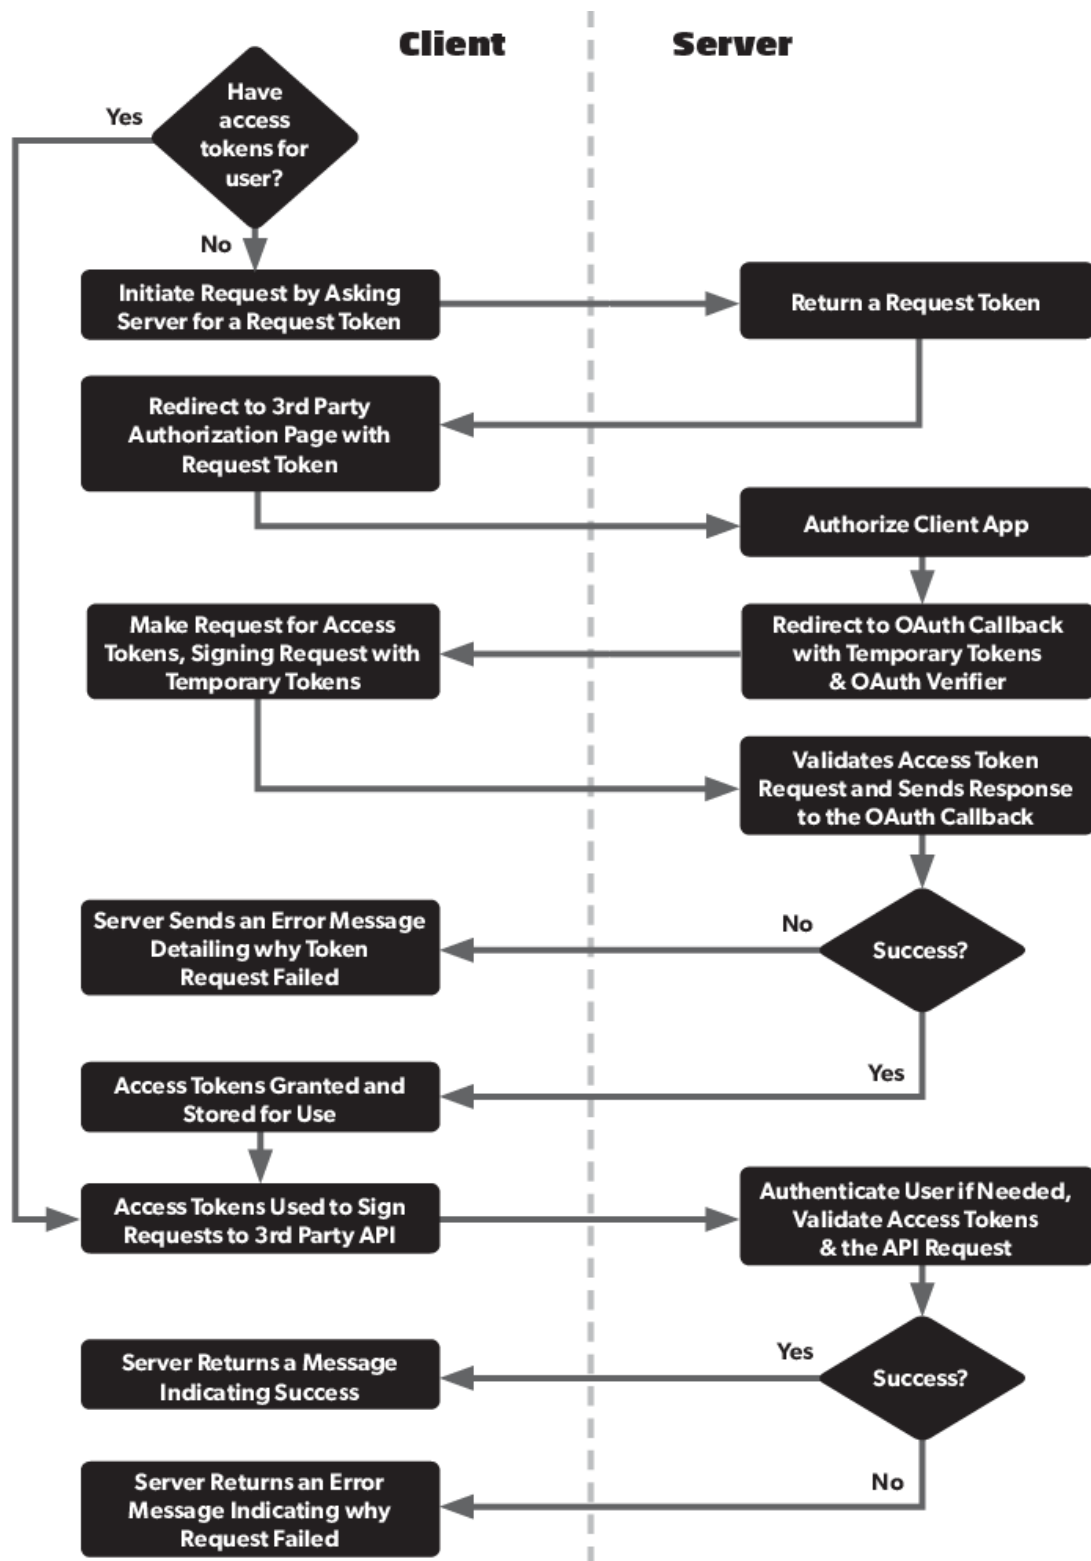 Client
Server
Have
access
tokens for
user?
Yes
No
Initiate Request by Asking
Server for a Request Token
Return a Request Token
Redirect to 3rd Party
Authorization Page with
Request Token
Authorize Client App
Make Request for Access
Tokens, Signing Request with
Temporary Tokens
Redirect to OAuth Callback
with Temporary Tokens
& OAuth Verifier
Validates Access Token
Request and Sends Response
to the OAuth Callback
Server Sends an Error Message
Detailing why Token
Request Failed
No
Success?
Yes
Access Tokens Granted and
Stored for Use
Access Tokens Used to Sign
Requests to 3rd Party API
Authenticate User if Needed,
Validate Access Tokens
& the API Request
Server Returns a Message
Indicating Success
Yes
Success?
No
Server Returns an Error
Message Indicating why
Request Failed